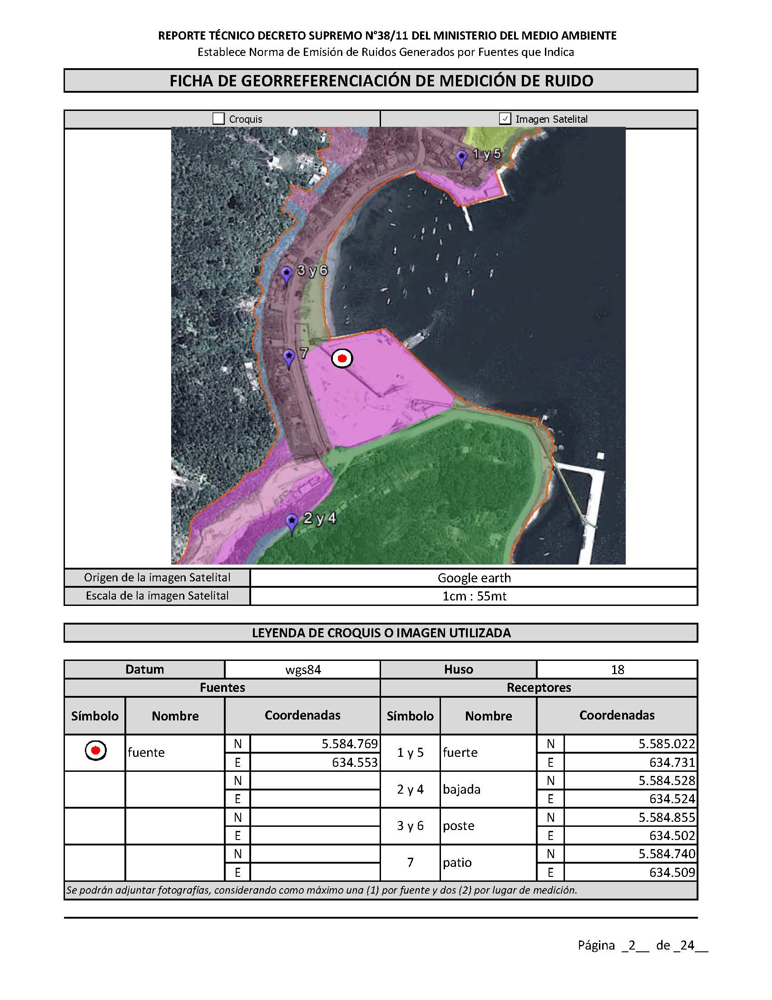 REPORTE TÉCNICO DECRETO SUPREMO N°38/11 DEL MINISTERIO DEL MEDIO AMBIENTE
Establece Norma de Emisión de Ruidos Generados por Fuentes que Indica
FICHA DE GEORREFERENCIACIÓN DE MEDICIÓN DE RUIDO
Croquis Imagen Satelital
1 y 5
3 y 6
7
2 y 4
Origen de la imagen Satelital Google earth
Escala de la imagen Satelital 1cm : 55mt
LEYENDA DE CROQUIS O IMAGEN UTILIZADA
Datum wgs84 Huso 18
Fuentes Receptores
Símbolo Nombre Coordenadas Símbolo Nombre Coordenadas
fuente N 5.584.769 1 y 5 fuerte N 5.585.022
E 634.553 E 634.731
N 2 y 4 bajada N 5.584.528
E E 634.524
N 3 y 6 poste N 5.584.855
E E 634.502
N 7 patio N 5.584.740
E E 634.509
Se podrán adjuntar fotografías, considerando como máximo una (1) por fuente y dos (2) por lugar de medición.
Página _2__ de _24__